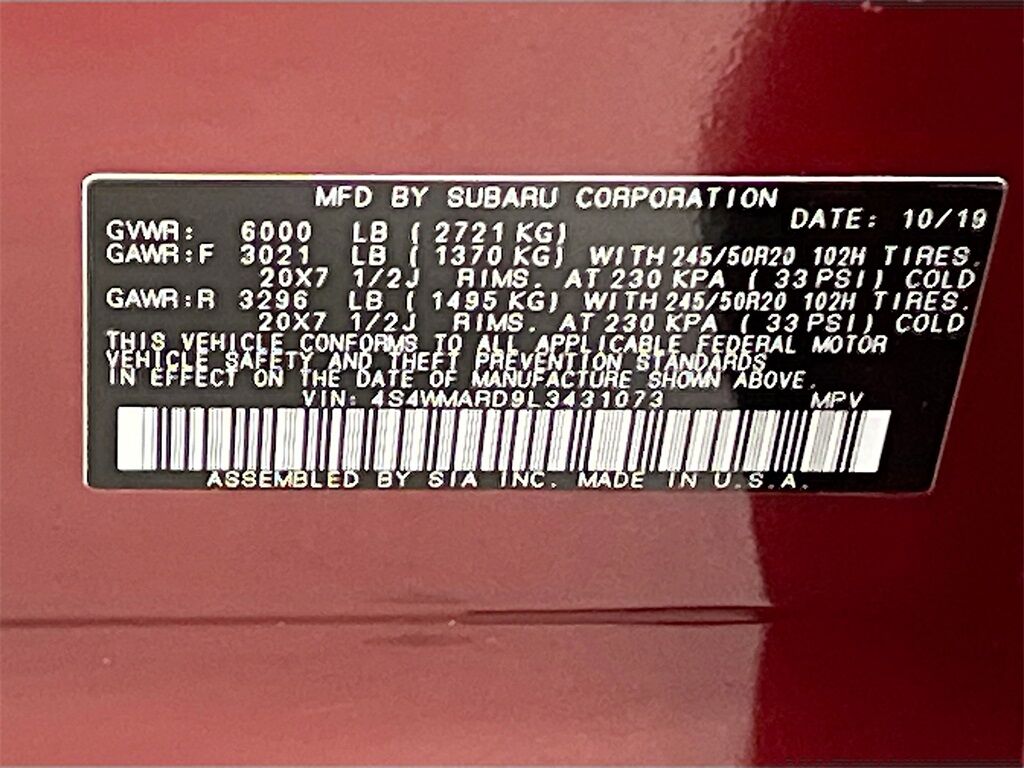 MFD BY SUBARU CORPORATION
DATE: 10/19
GVWR: 6000 LB ( 2721 KG)
GAWR:F 3021 LB ( 1370 KG) WITH 245/50R20 102H TIRES.
20X7 1/2J RIMS. AT 230 KPA ( 33 PSI) COLD
GAWR:R 3296 LB ( 1495 KG) WITH 245/50R20 102H TIRES.
20X7 1/2J RIMS. AT 230 KPA ( 33 PSI) COLD
THIS VEHICLE CONFORMS TO ALL APPLICABLE FEDERAL MOTOR
VEHICLE SAFETY AND THEFT PREVENTION STANDARDS
IN EFFECT ON THE DATE OF MANUFACTURE SHOWN ABOVE.
VIN: 4S4WMARD9L3431073 MPV
ASSEMBLED BY SIA INC. MADE IN U.S.A.